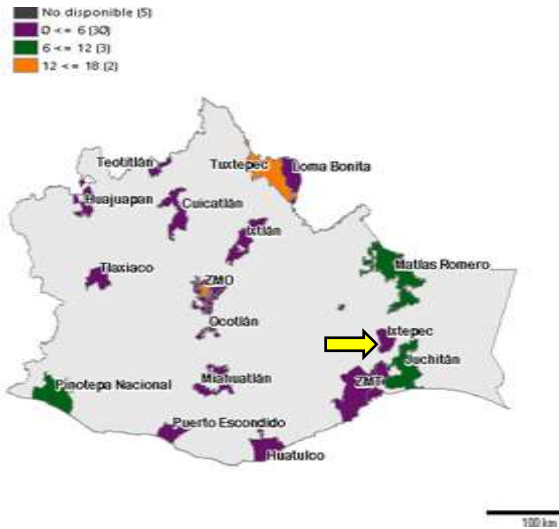 No disponible (5)
0 <= 6 (30)
6 <= 12 (3)
12 <= 18 (2)
Teotitlán
Tuxtepec
Loma Bonita
Huajuapan
Cuicatlán
Ixtlán
Tlaxiaco
ZMO
Matías Romero
Ocotlán
Ixtepec
Juchitán
Pinotepa Nacional
Miahuatlán
ZMT
Puerto Escondido
Huatulco
100 km